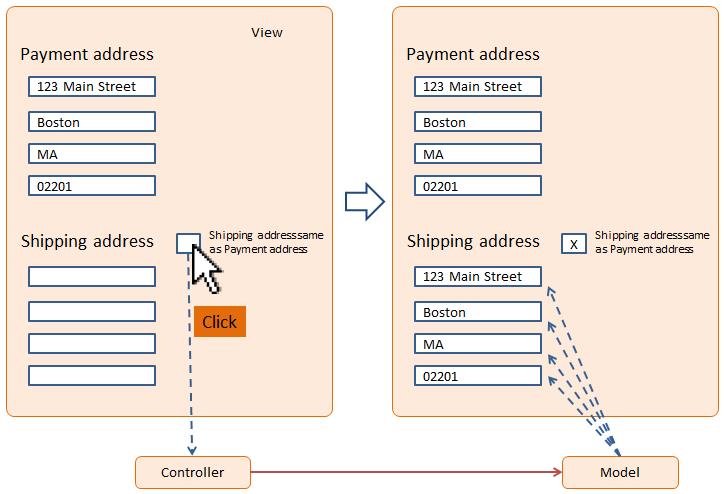 View
Payment address
123 Main Street
Boston
MA
02201
Shipping address
Shipping addresssame
as Payment address
Click
Payment address
123 Main Street
Boston
MA
02201
Shipping address
X
Shipping addresssame
as Payment address
123 Main Street
Boston
MA
02201
Controller
Model